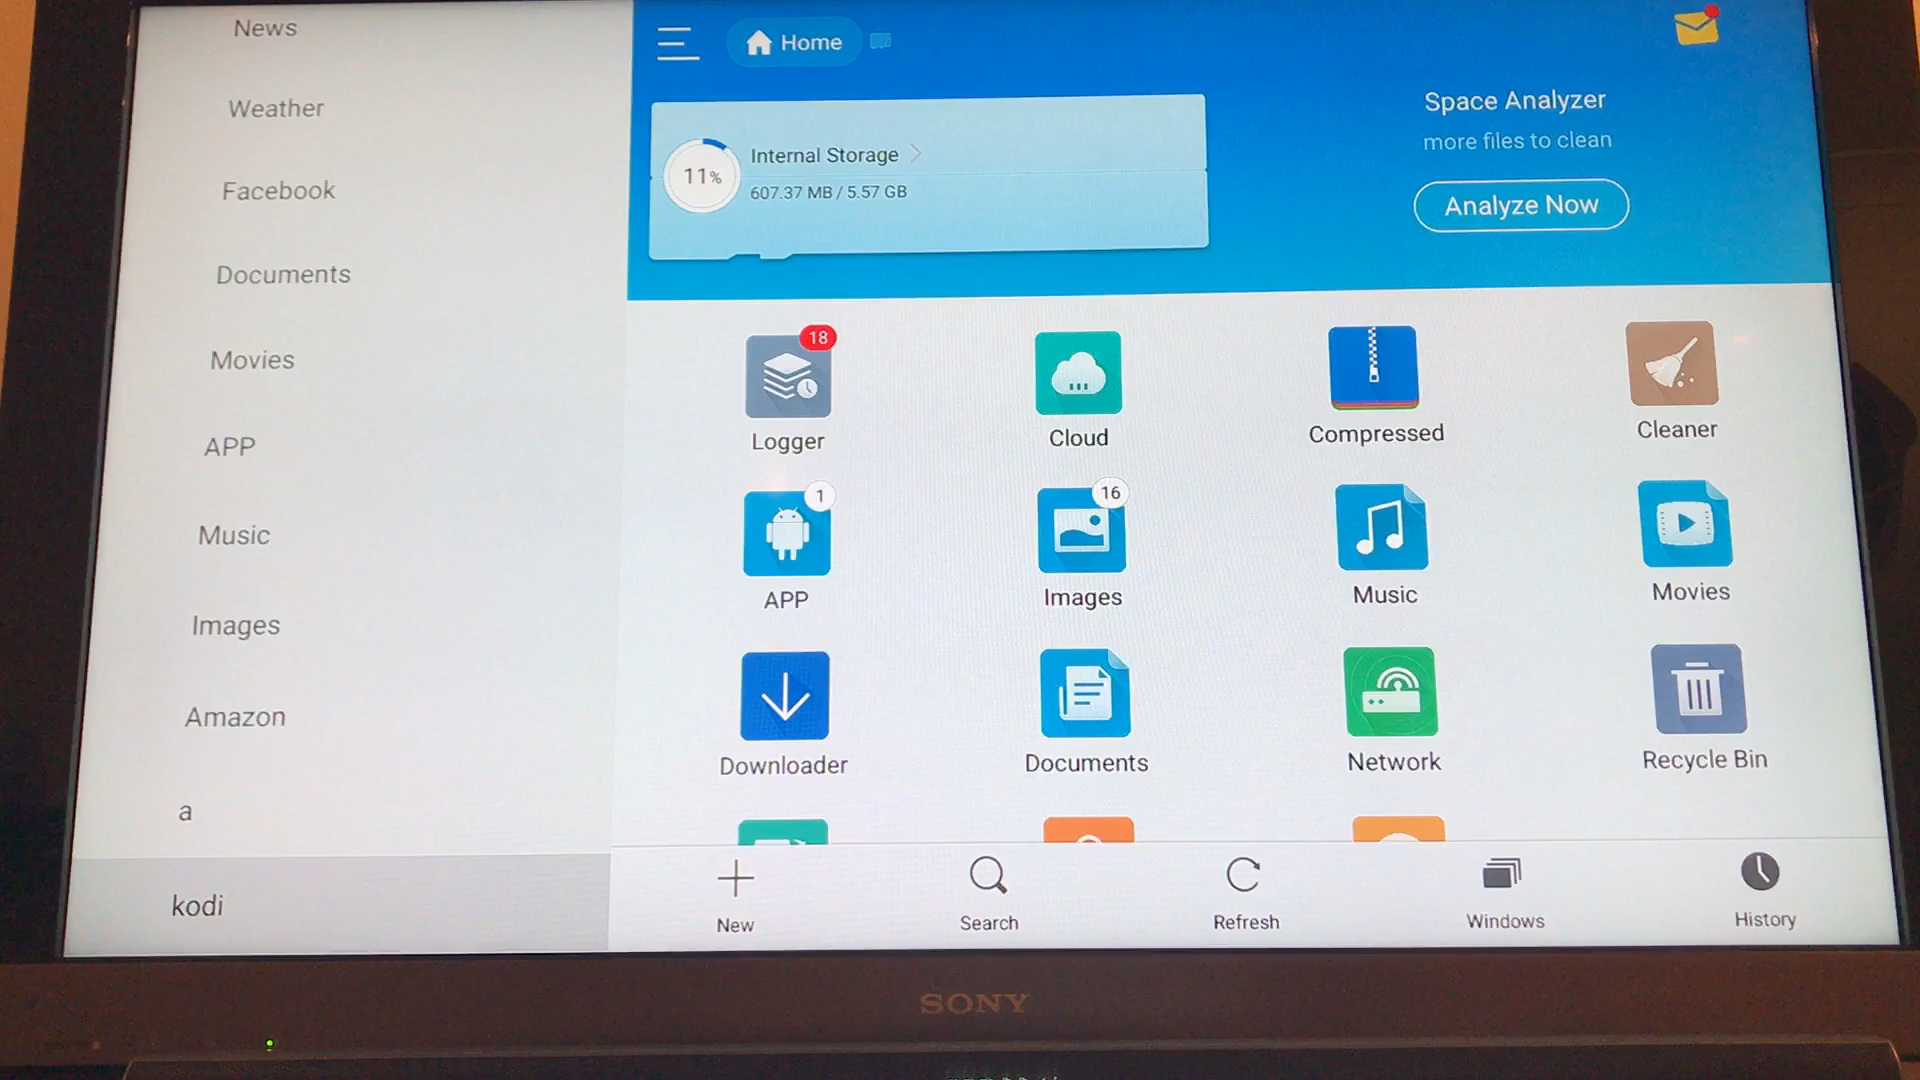 News
Weather
Facebook
Documents
Movies
APP
Music
Images
Amazon
a
kodi
Home
11%
Internal Storage
607.37 MB / 5.57 GB
Space Analyzer
more files to clean
Analyze Now
18
Logger
Cloud
Compressed
Cleaner
1
APP
16
Images
Music
Movies
Downloader
Documents
Network
Recycle Bin
New
Search
Refresh
Windows
History
SONY